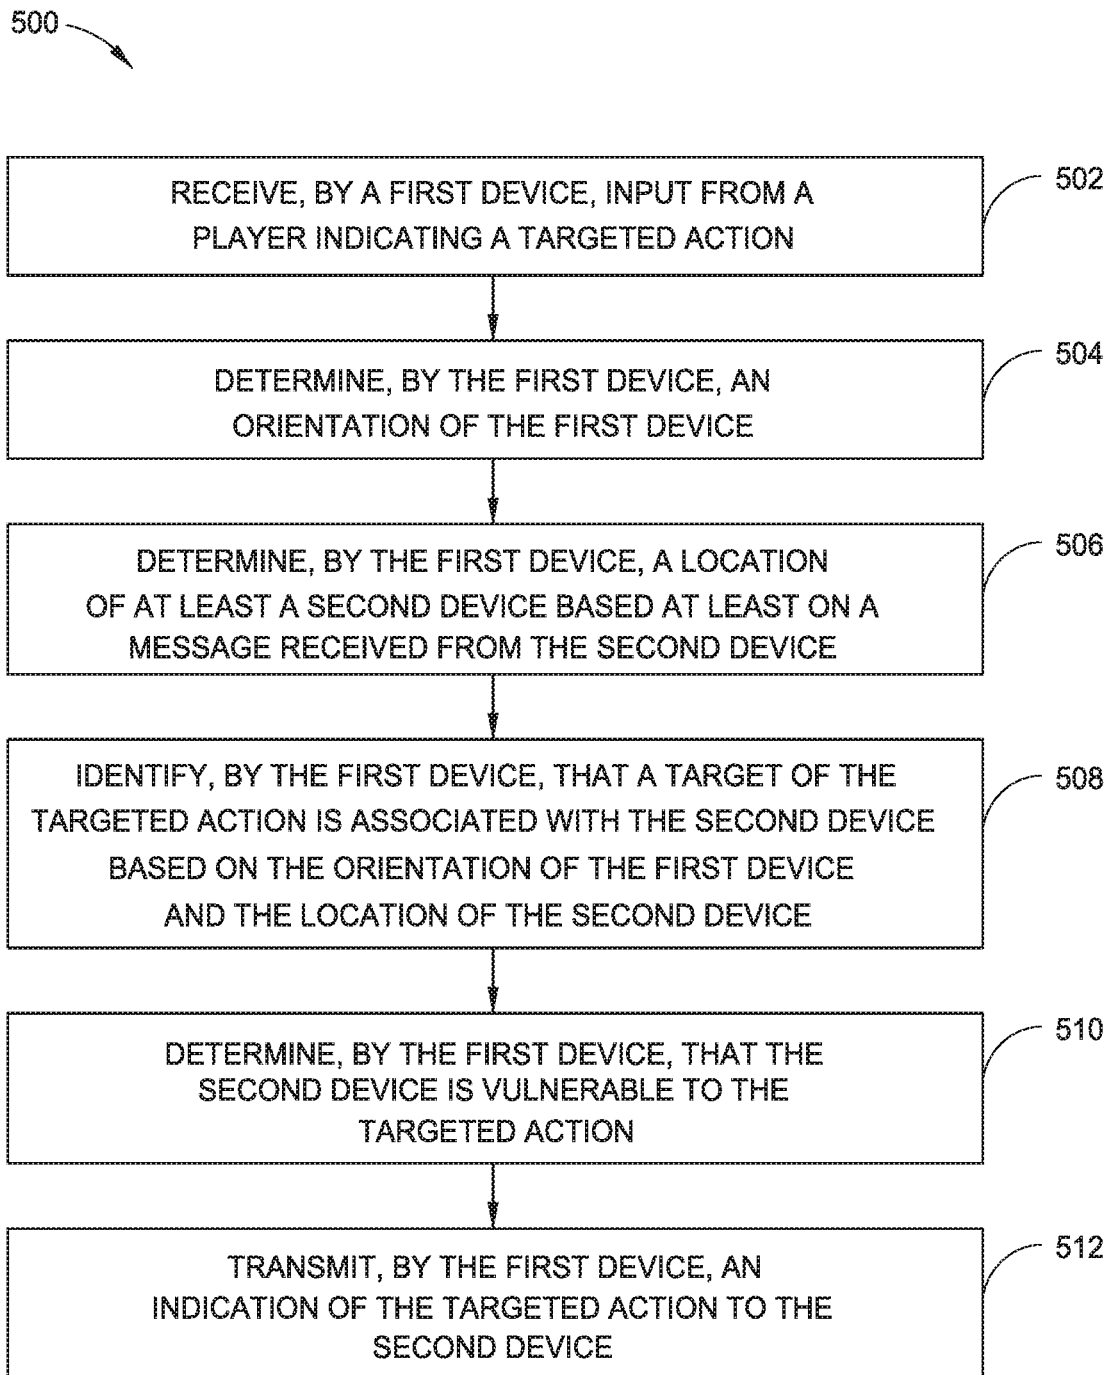 500
RECEIVE, BY A FIRST DEVICE, INPUT FROM A
PLAYER INDICATING A TARGETED ACTION
502
DETERMINE, BY THE FIRST DEVICE, AN
ORIENTATION OF THE FIRST DEVICE
504
DETERMINE, BY THE FIRST DEVICE, A LOCATION
OF AT LEAST A SECOND DEVICE BASED AT LEAST ON A
MESSAGE RECEIVED FROM THE SECOND DEVICE
506
IDENTIFY, BY THE FIRST DEVICE, THAT A TARGET OF THE
TARGETED ACTION IS ASSOCIATED WITH THE SECOND DEVICE
BASED ON THE ORIENTATION OF THE FIRST DEVICE
AND THE LOCATION OF THE SECOND DEVICE
508
DETERMINE, BY THE FIRST DEVICE, THAT THE
SECOND DEVICE IS VULNERABLE TO THE
TARGETED ACTION
510
TRANSMIT, BY THE FIRST DEVICE, AN
INDICATION OF THE TARGETED ACTION TO THE
SECOND DEVICE
512